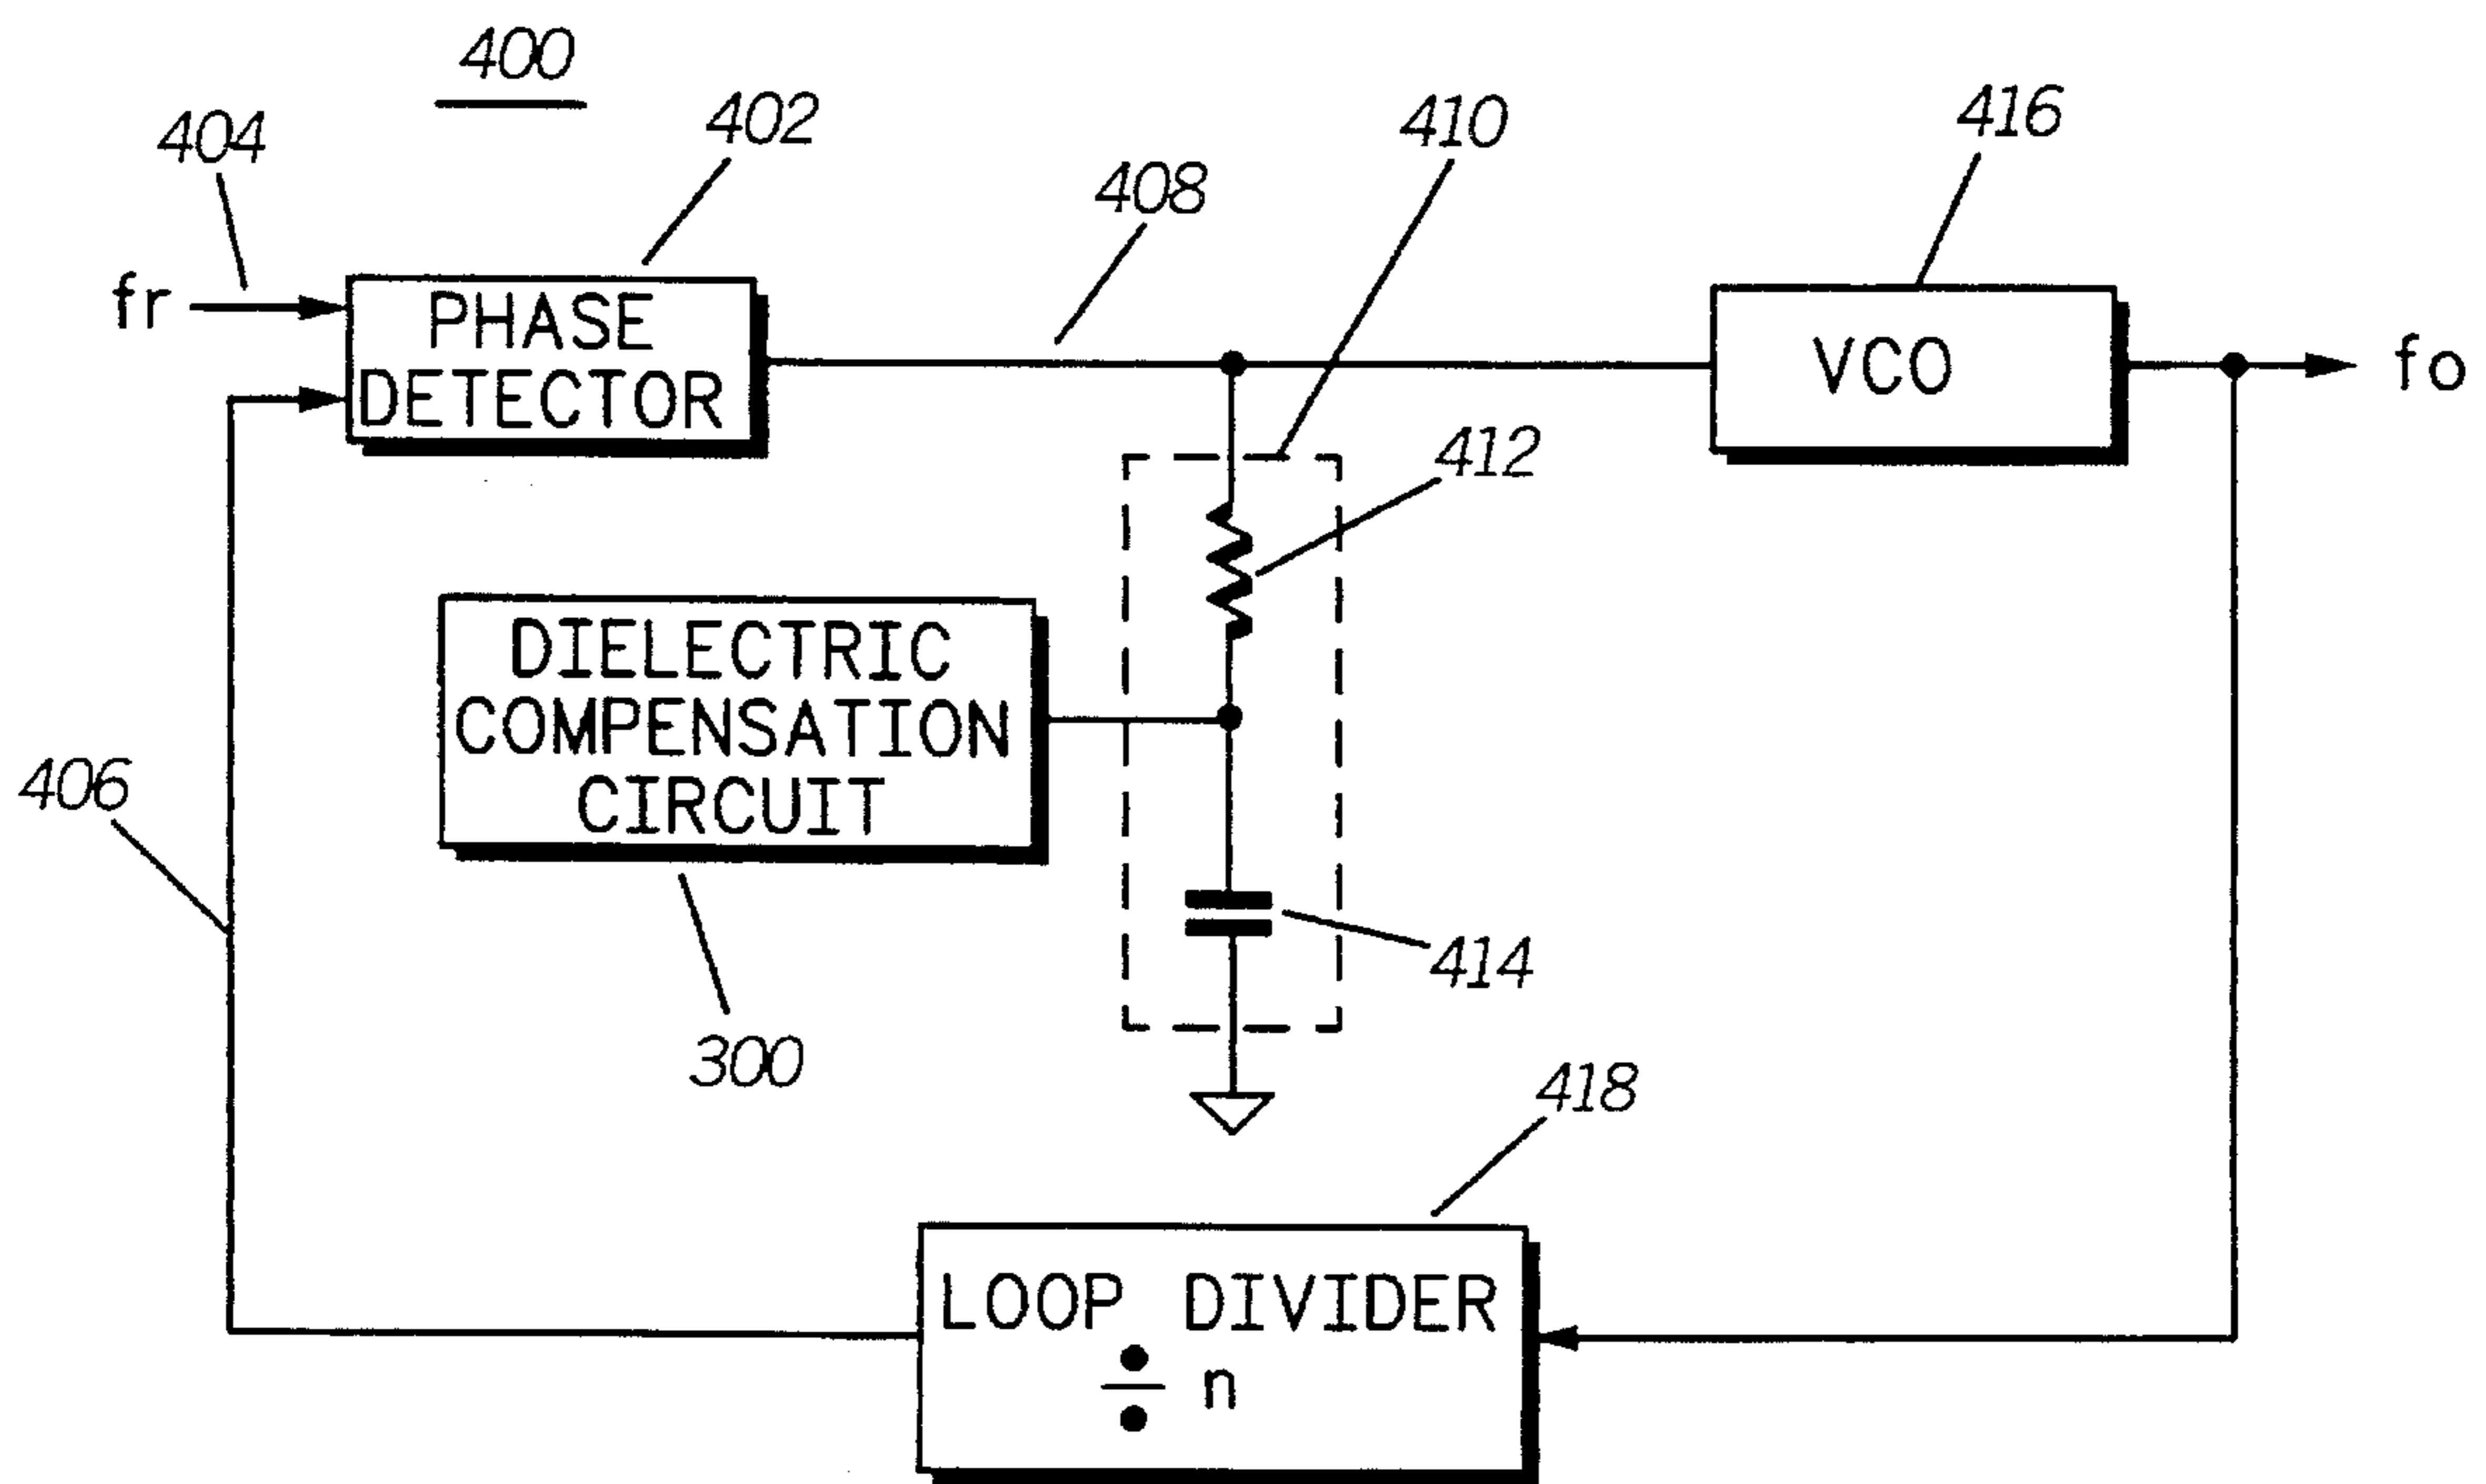 400
402
404
410
416
408
fr
PHASE
DETECTOR
VCO
fo
412
DIELECTRIC
COMPENSATION
CIRCUIT
406
414
300
418
LOOP DIVIDER
÷ n